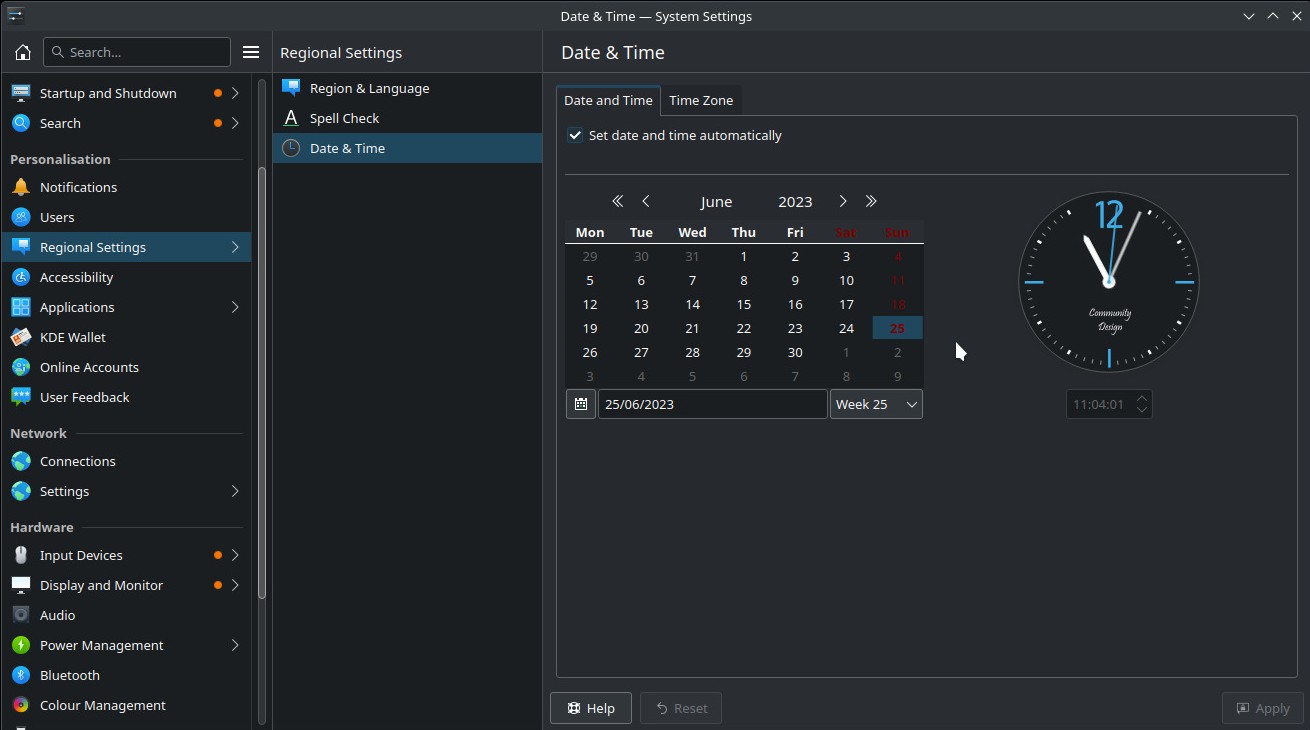 Date & Time — System Settings
Search...
Startup and Shutdown
Search
Personalisation
Notifications
Users
Regional Settings
Accessibility
Applications
KDE Wallet
Online Accounts
User Feedback
Network
Connections
Settings
Hardware
Input Devices
Display and Monitor
Audio
Power Management
Bluetooth
Colour Management
Regional Settings
Region & Language
Spell Check
Date & Time
Date & Time
Date and Time Time Zone
Set date and time automatically
June 2023
Mon Tue Wed Thu Fri Sat Sun
29 30 31 1 2 3 4
5 6 7 8 9 10 11
12 13 14 15 16 17 18
19 20 21 22 23 24 25
26 27 28 29 30 1 2
3 4 5 6 7 8 9
25/06/2023 Week 25
12
Community
Design
11:04:01
Help Reset Apply